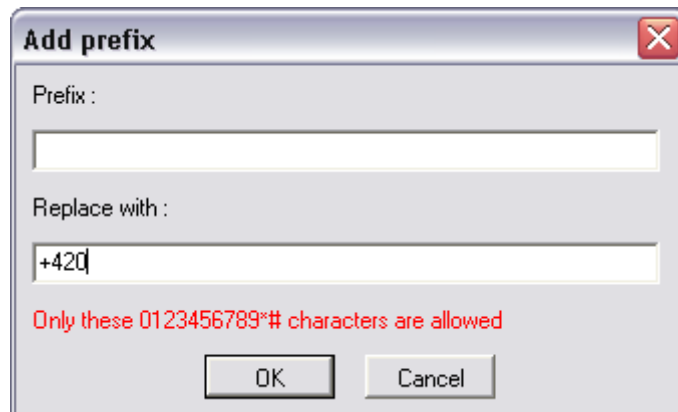 Add prefix
Prefix :
Replace with :
+420
Only these 0123456789*# characters are allowed
OK Cancel